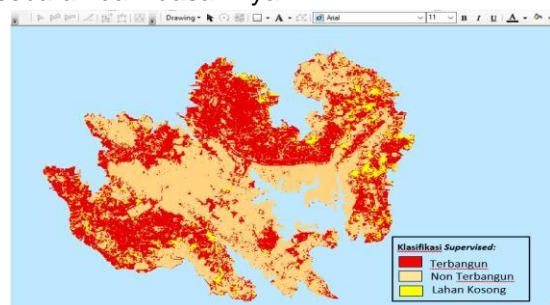 Drawing
Arial
11
B I U A
Klasifikasi Supervised:
Terbangun
Non Terbangun
Lahan Kosong